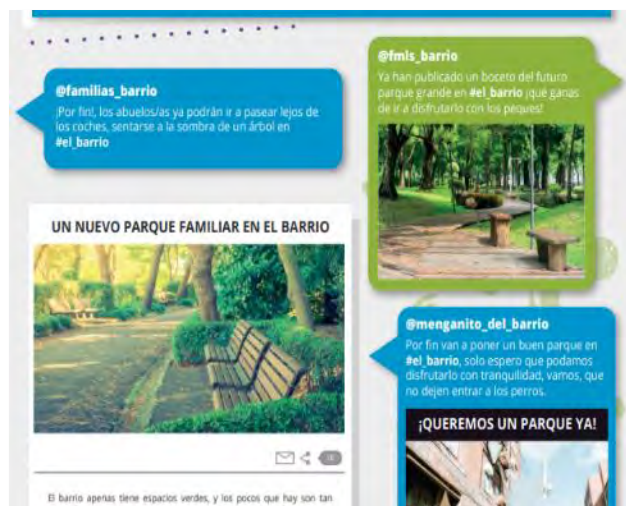 @familias_barrio
¡Por fin!, los abuelos/as ya podrán ir a pasear lejos de
los coches, sentarse a la sombra de un árbol en
#el_barrio
@fmls_barrio
Ya han publicado un boceto del futuro
parque grande en #el_barrio ¡qué ganas
de ir a disfrutarlo con los peques!
UN NUEVO PARQUE FAMILIAR EN EL BARRIO
El barrio apenas tiene espacios verdes, y los pocos que hay son tan
@menganito_del_barrio
Por fin van a poner un buen parque en
#el_barrio, solo espero que podamos
disfrutarlo con tranquilidad, vamos, que
no dejen entrar a los perros.
¡QUEREMOS UN PARQUE YA!